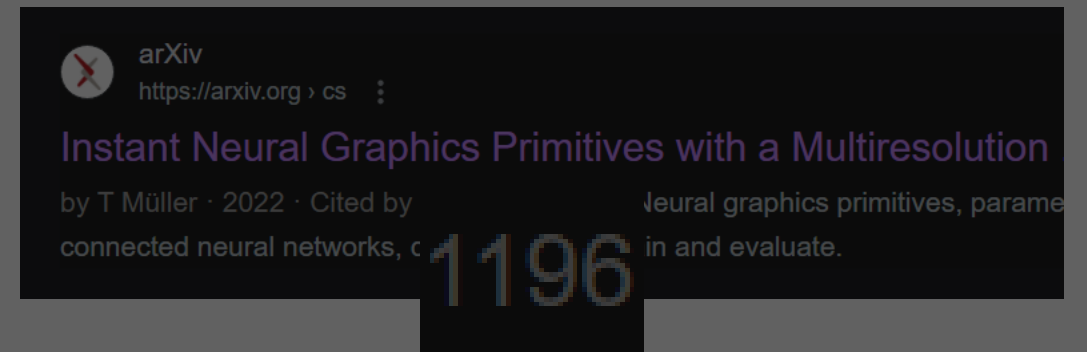 arXiv
https://arxiv.org › cs
Instant Neural Graphics Primitives with a Multiresolution
by T Müller · 2022 · Cited by Neural graphics primitives, parame
connected neural networks, c in and evaluate.
1196